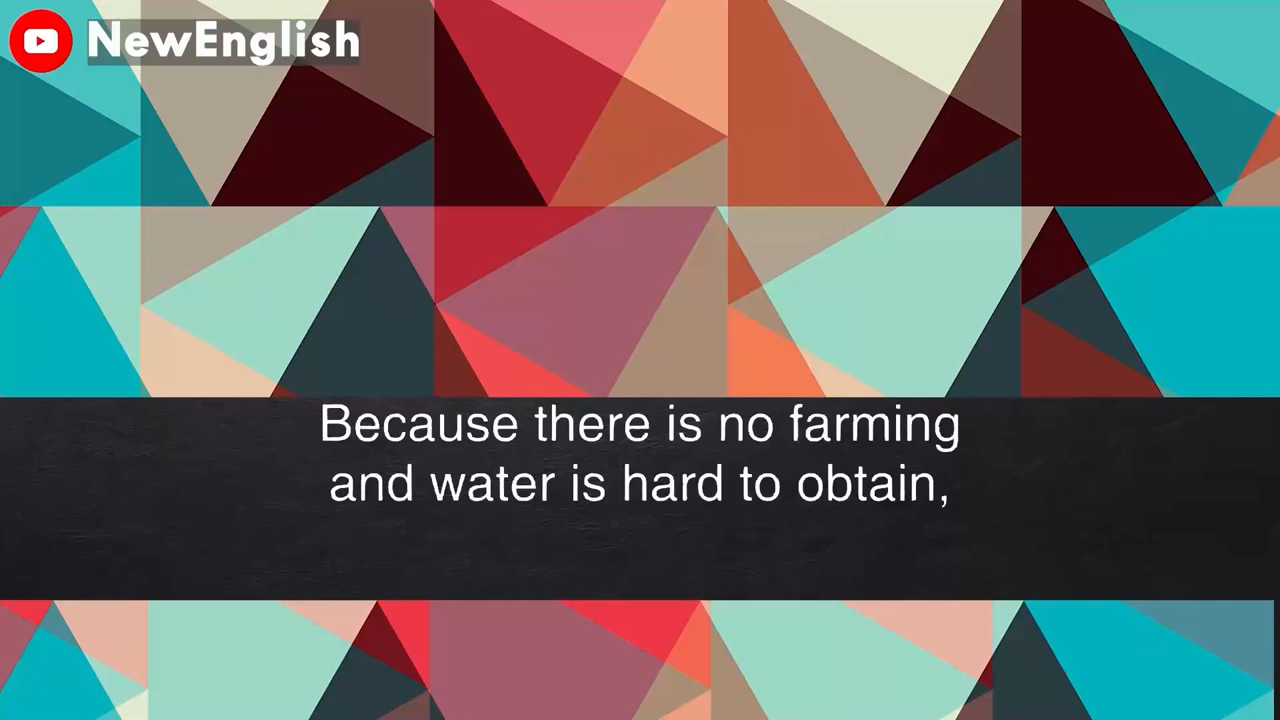 NewEnglish
Because there is no farming
and water is hard to obtain,